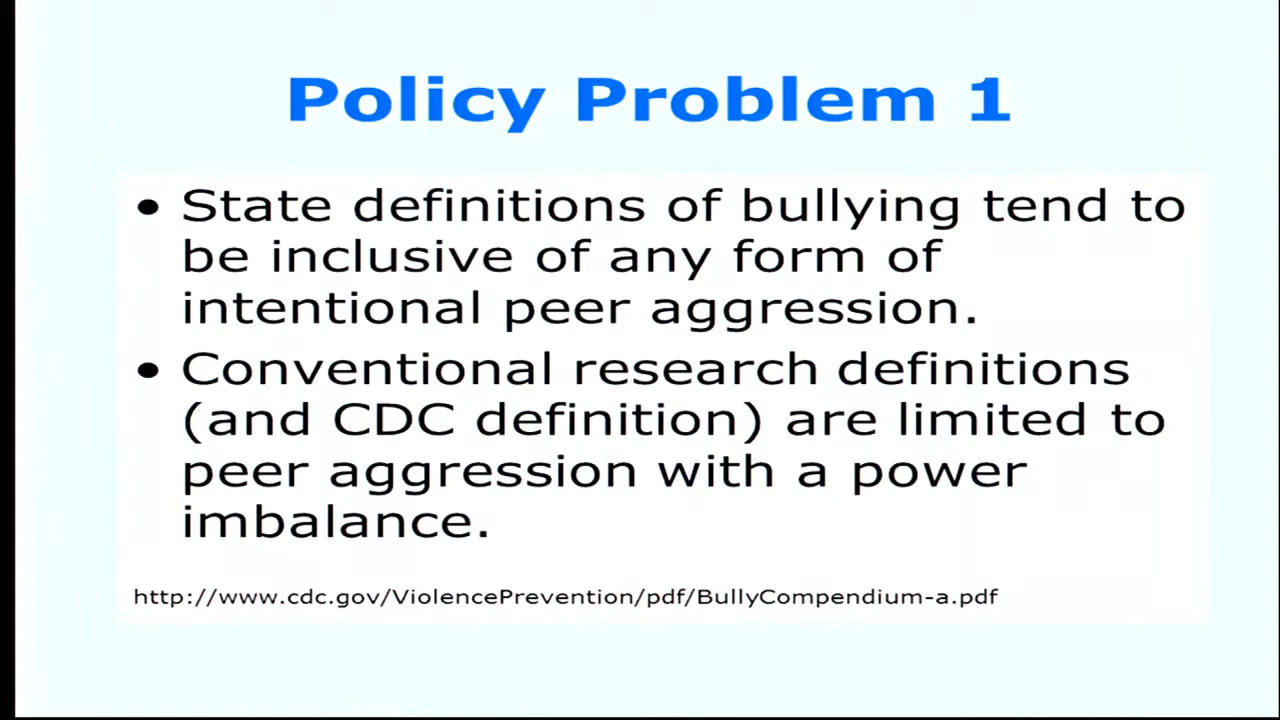 Policy Problem 1
• State definitions of bullying tend to
be inclusive of any form of
intentional peer aggression.
• Conventional research definitions
(and CDC definition) are limited to
peer aggression with a power
imbalance.
http://www.cdc.gov/ViolencePrevention/pdf/BullyCompendium-a.pdf